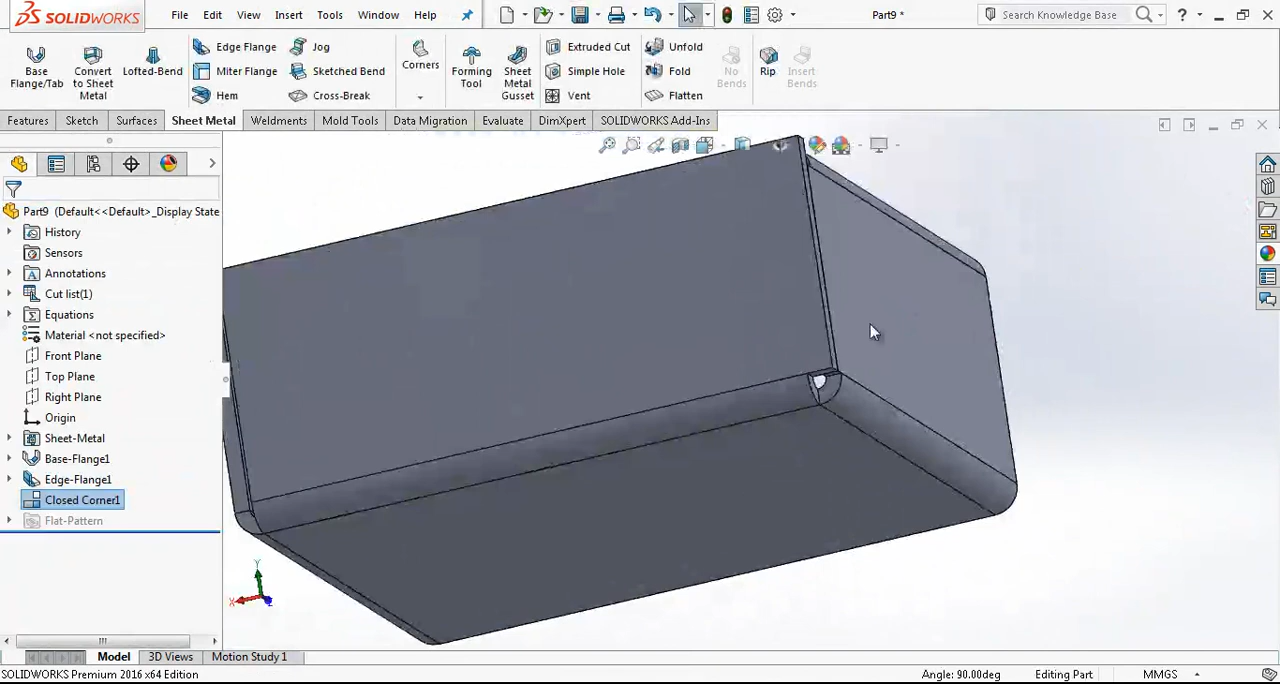 SOLIDWORKS
File Edit View Insert Tools Window Help
Part9 *
Search Knowledge Base
Base Flange/Tab
Convert to Sheet Metal
Lofted-Bend
Edge Flange
Miter Flange
Hem
Jog
Sketched Bend
Cross-Break
Corners
Forming Tool
Sheet Metal Gusset
Extruded Cut
Simple Hole
Vent
Unfold
Fold
Flatten
No Bends
Rip
Insert Bends
Features Sketch Surfaces Sheet Metal Weldments Mold Tools Data Migration Evaluate DimXpert SOLIDWORKS Add-Ins
Part9 (Default<<Default>_Display State
History
Sensors
Annotations
Cut list(1)
Equations
Material <not specified>
Front Plane
Top Plane
Right Plane
Origin
Sheet-Metal
Base-Flange1
Edge-Flange1
Closed Corner1
Flat-Pattern
Y
X
Z
Model 3D Views Motion Study 1
SOLIDWORKS Premium 2016 x64 Edition
Angle: 90.00deg
Editing Part
MMGS